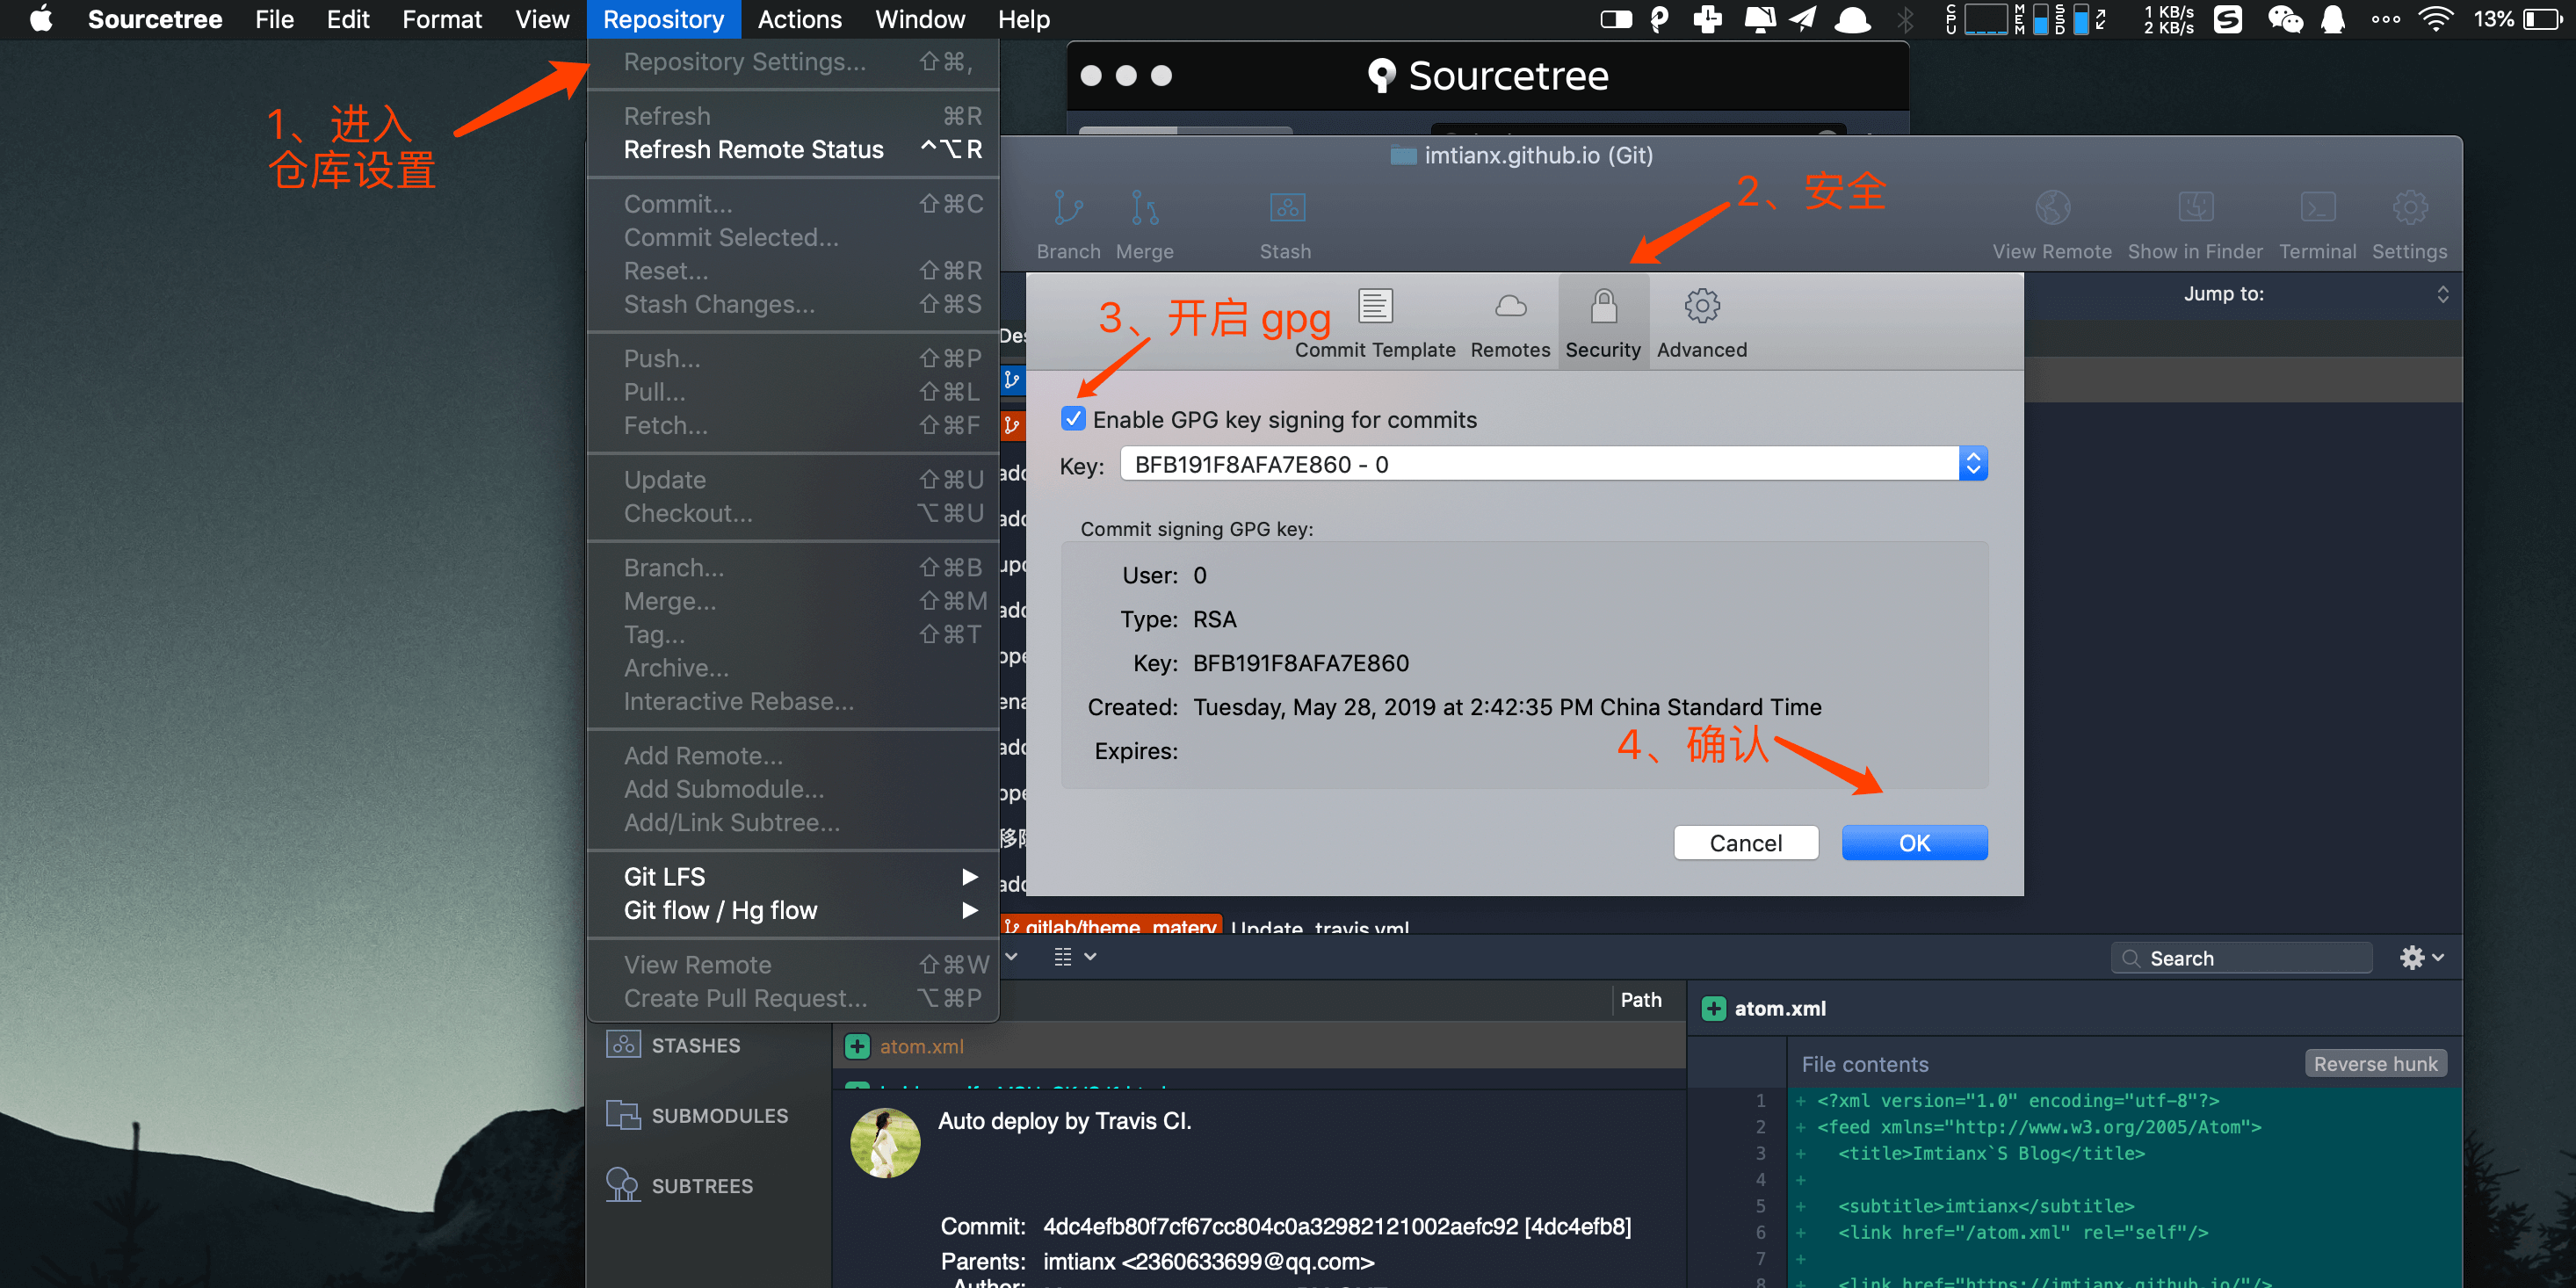 Sourcetree File Edit Format View Repository Actions Window Help
CPU MEM SSD 1 KB/s 2 KB/s 13%
Repository Settings... ⇧⌘,
Refresh ⌘R
Refresh Remote Status ^⌥R
Commit... ⇧⌘C
Commit Selected...
Reset... ⇧⌘R
Stash Changes... ⇧⌘S
Push... ⇧⌘P
Pull... ⇧⌘L
Fetch... ⇧⌘F
Update ⇧⌘U
Checkout... ⌥⌘U
Branch... ⇧⌘B
Merge... ⇧⌘M
Tag... ⇧⌘T
Archive...
Interactive Rebase...
Add Remote...
Add Submodule...
Add/Link Subtree...
Git LFS
Git flow / Hg flow
View Remote ⇧⌘W
Create Pull Request... ⌥⌘P
1、进入
仓库设置
Sourcetree
imtianx.github.io (Git)
2、安全
Branch Merge Stash View Remote Show in Finder Terminal Settings
Jump to:
3、开启 gpg
Commit Template Remotes Security Advanced
Enable GPG key signing for commits
Key: BFB191F8AFA7E860 - 0
Commit signing GPG key:
User: 0
Type: RSA
Key: BFB191F8AFA7E860
Created: Tuesday, May 28, 2019 at 2:42:35 PM China Standard Time
Expires:
4、确认
Cancel OK
gitlab/theme_matery Update .travis.yml
Search
Path
atom.xml
STASHES
SUBMODULES
SUBTREES
atom.xml
Auto deploy by Travis CI.
Commit: 4dc4efb80f7cf67cc804c0a32982121002aefc92 [4dc4efb8]
Parents: imtianx <2360633699@qq.com>
Author:
File contents Reverse hunk
1 + <?xml version="1.0" encoding="utf-8"?>
2 + <feed xmlns="http://www.w3.org/2005/Atom">
3 + <title>Imtianx`S Blog</title>
4 +
5 + <subtitle>imtianx</subtitle>
6 + <link href="/atom.xml" rel="self"/>
7 +
8 + <link href="https://imtianx.github.io/"/>